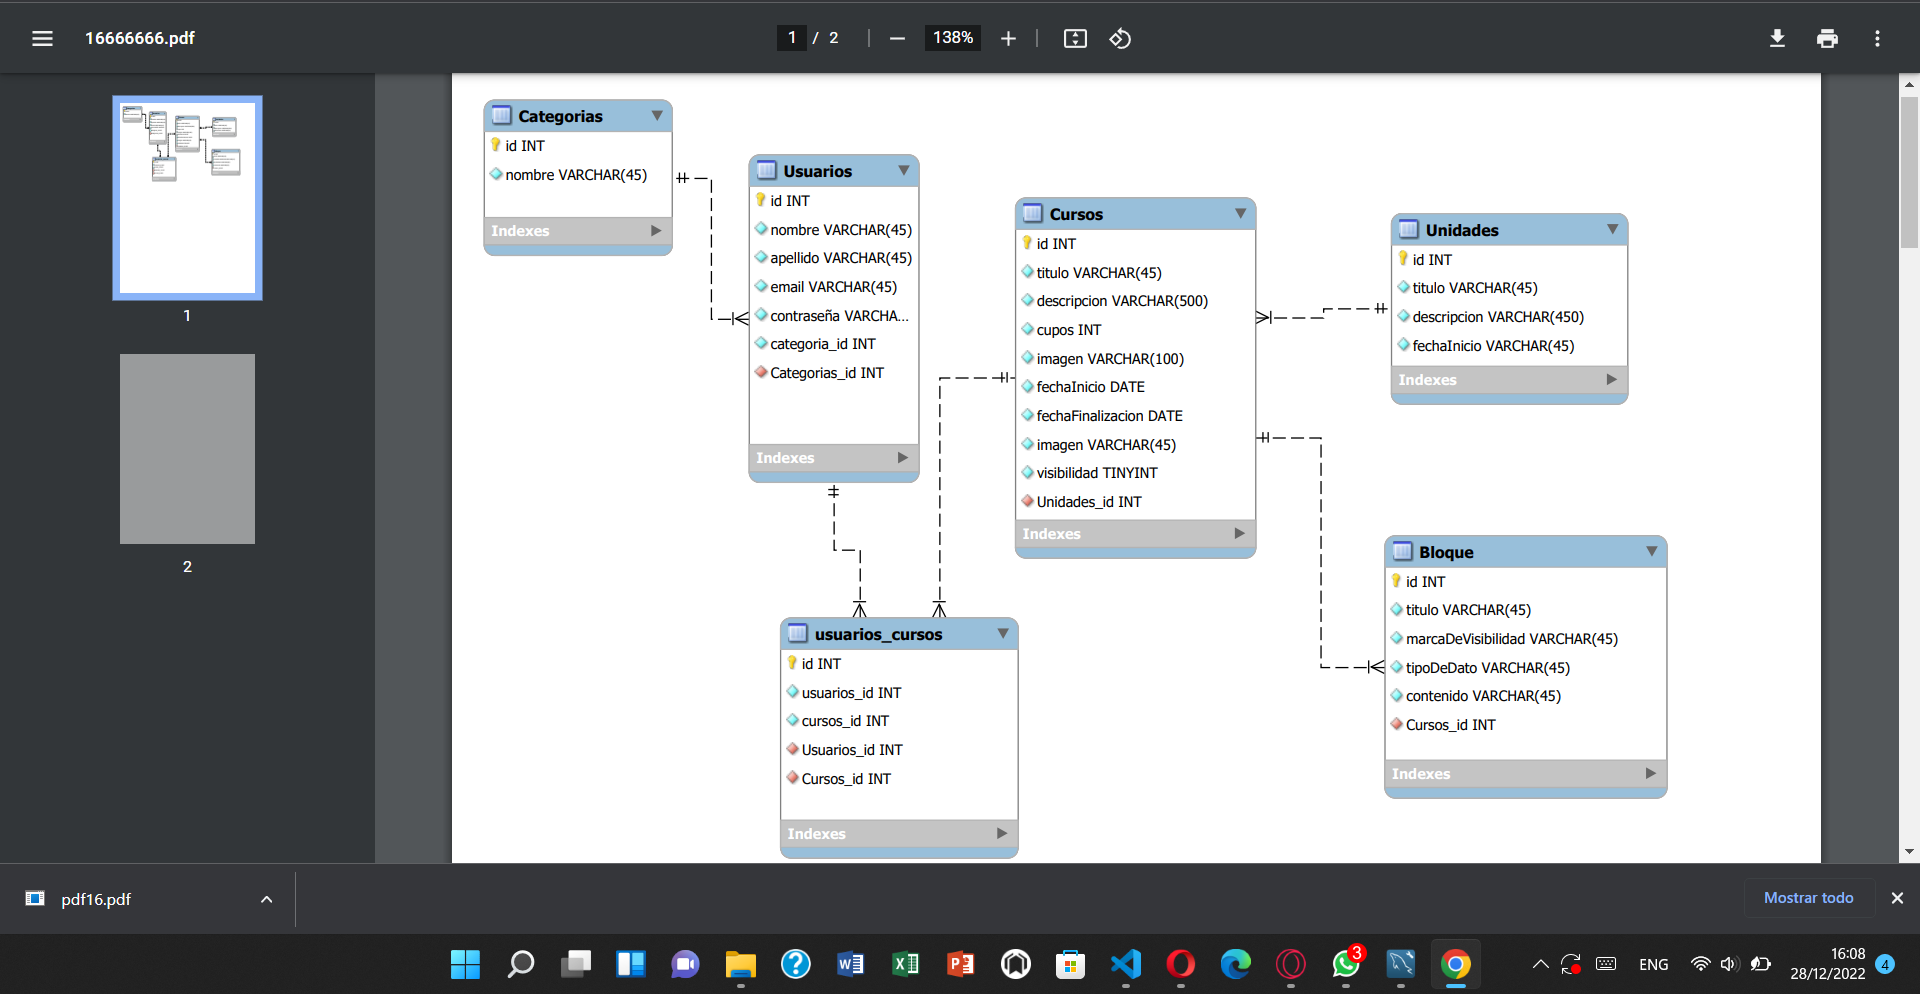 16666666.pdf
1 / 2
138%
1
2
Categorias
id INT
nombre VARCHAR(45)
Indexes
Usuarios
id INT
nombre VARCHAR(45)
apellido VARCHAR(45)
email VARCHAR(45)
contraseña VARCHA...
categoria_id INT
Categorias_id INT
Indexes
Cursos
id INT
titulo VARCHAR(45)
descripcion VARCHAR(500)
cupos INT
imagen VARCHAR(100)
fechaInicio DATE
fechaFinalizacion DATE
imagen VARCHAR(45)
visibilidad TINYINT
Unidades_id INT
Indexes
Unidades
id INT
titulo VARCHAR(45)
descripcion VARCHAR(450)
fechaInicio VARCHAR(45)
Indexes
usuarios_cursos
id INT
usuarios_id INT
cursos_id INT
Usuarios_id INT
Cursos_id INT
Indexes
Bloque
id INT
titulo VARCHAR(45)
marcaDeVisibilidad VARCHAR(45)
tipoDeDato VARCHAR(45)
contenido VARCHAR(45)
Cursos_id INT
Indexes
pdf16.pdf
Mostrar todo
3
ENG
16:08
28/12/2022
4